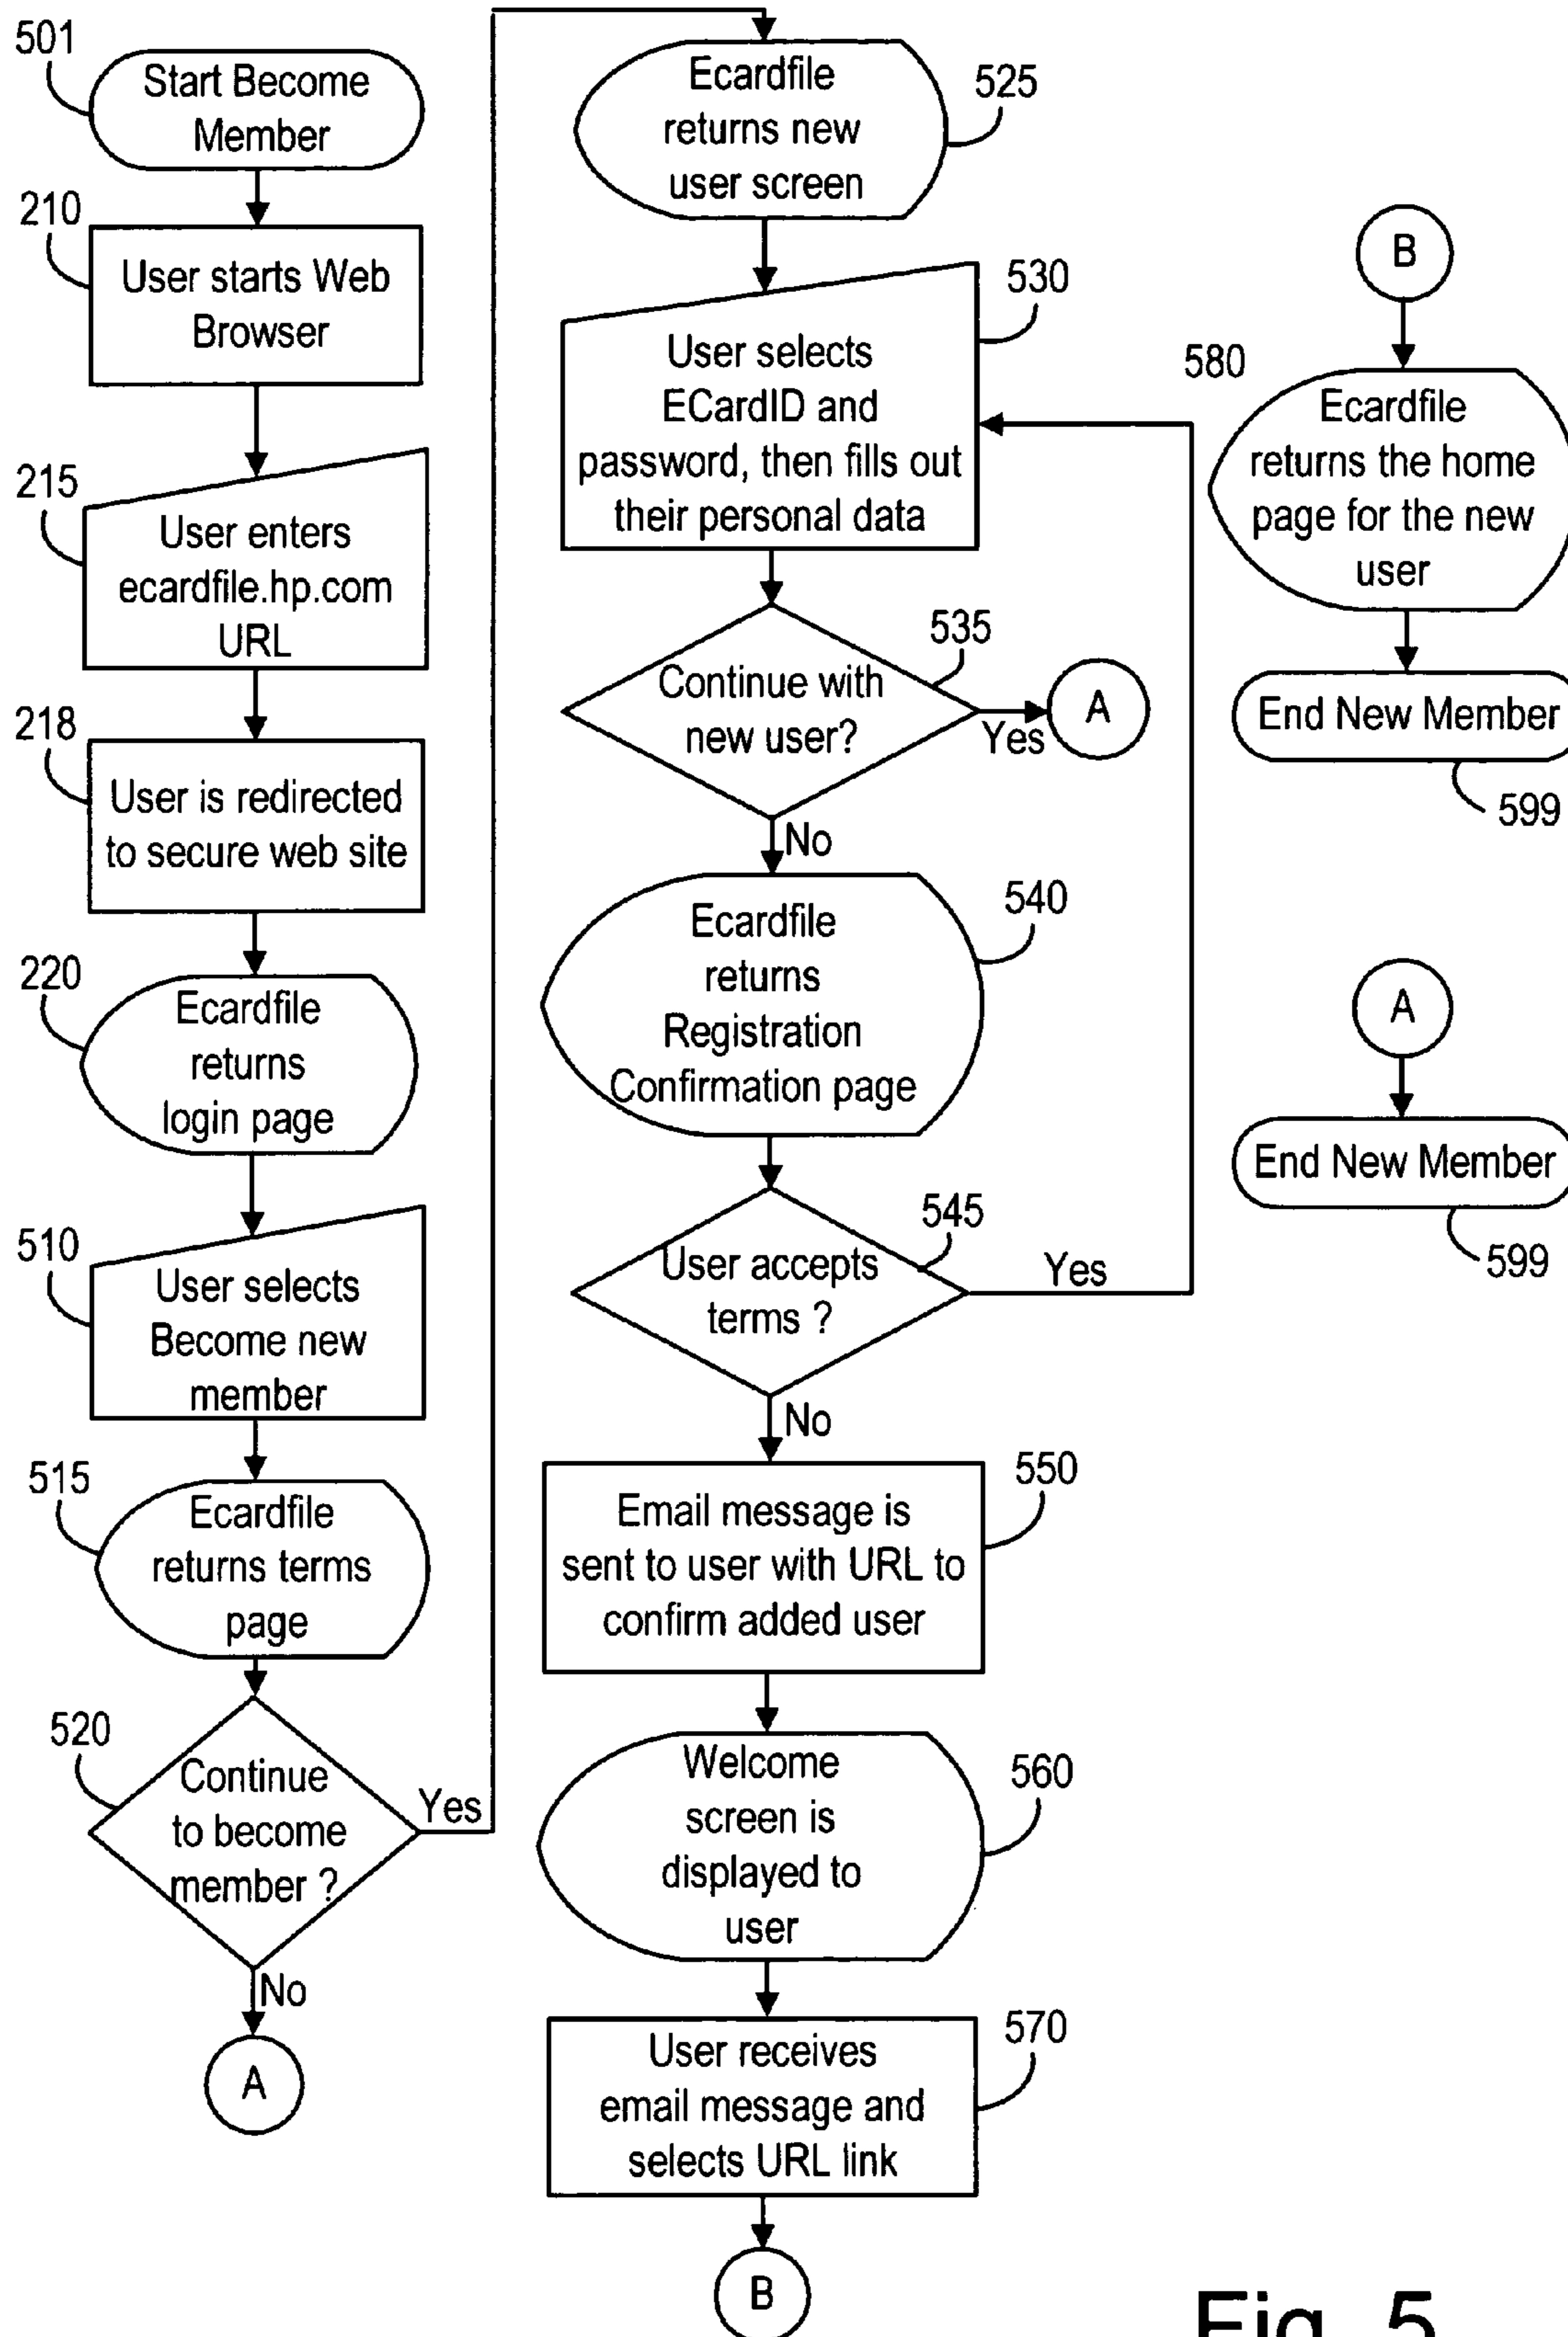 501
Start Become
Member
210
User starts Web
Browser
215
User enters
ecardfile.hp.com
URL
218
User is redirected
to secure web site
220
Ecardfile
returns
login page
510
User selects
Become new
member
515
Ecardfile
returns terms
page
520
Continue
to become
member ?
Yes
No
A
Ecardfile
returns new
user screen
525
530
User selects
ECardID and
password, then fills out
their personal data
535
Continue with
new user?
Yes
A
No
540
Ecardfile
returns
Registration
Confirmation page
545
User accepts
terms ?
Yes
No
550
Email message is
sent to user with URL to
confirm added user
560
Welcome
screen is
displayed to
user
570
User receives
email message and
selects URL link
B
B
580
Ecardfile
returns the home
page for the new
user
End New Member
599
A
End New Member
599
Fig. 5